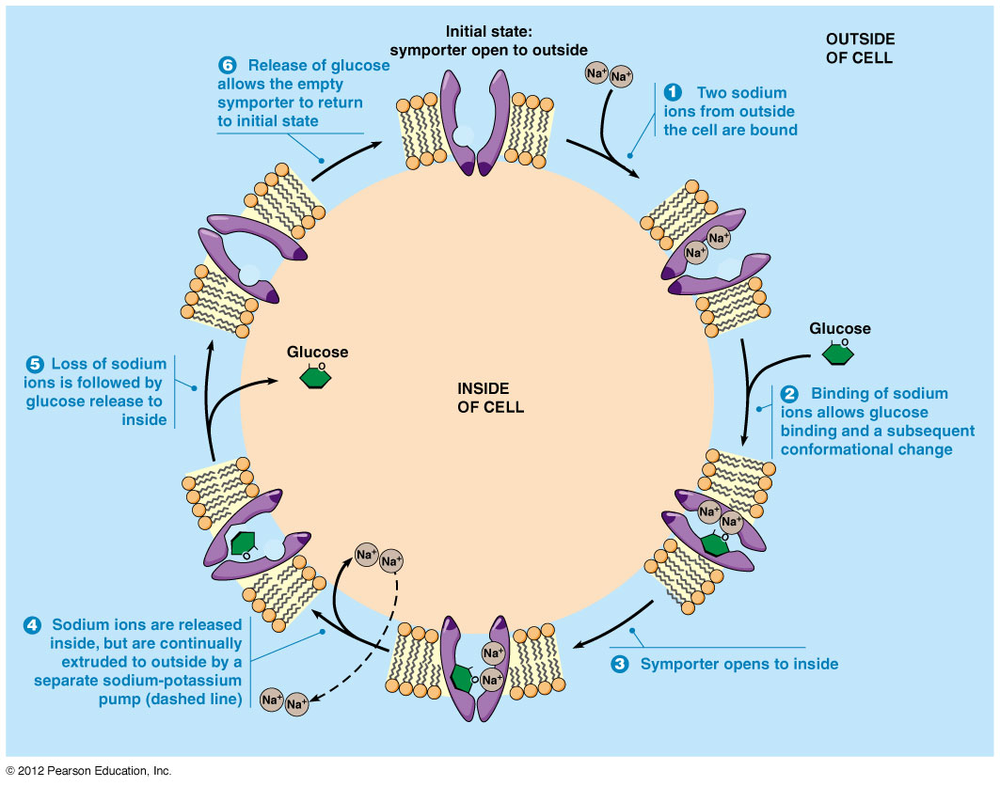 Initial state:
symporter open to outside
OUTSIDE
OF CELL
Na+ Na+
1 Two sodium
ions from outside
the cell are bound
Na+
Na+
Glucose
O
2 Binding of sodium
ions allows glucose
binding and a subsequent
conformational change
Na+
Na+
O
3 Symporter opens to inside
Na+
O Na+
Na+ Na+
4 Sodium ions are released
inside, but are continually
extruded to outside by a
separate sodium-potassium
pump (dashed line)
Na+ Na+
O
5 Loss of sodium
ions is followed by
glucose release to
inside
Glucose
O
6 Release of glucose
allows the empty
symporter to return
to initial state
INSIDE
OF CELL
© 2012 Pearson Education, Inc.